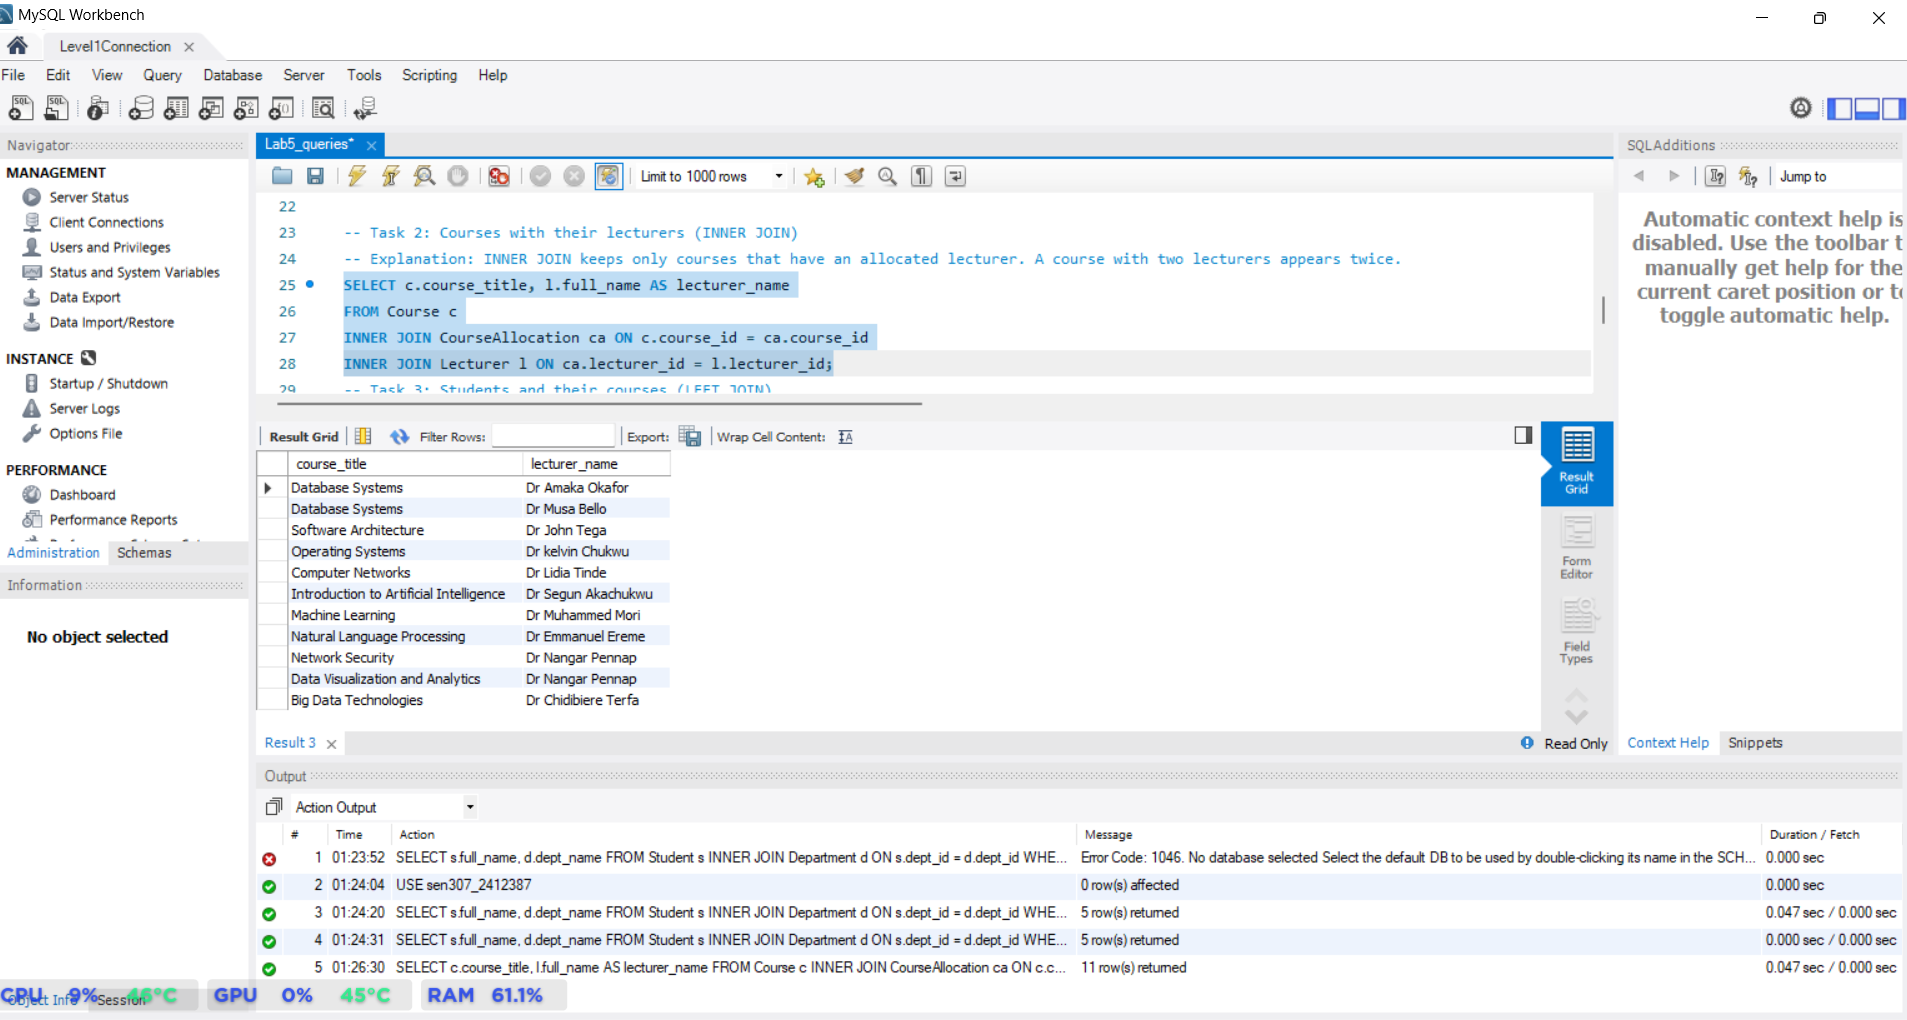 MySQL Workbench
Level1Connection
File Edit View Query Database Server Tools Scripting Help
Navigator
MANAGEMENT
Server Status
Client Connections
Users and Privileges
Status and System Variables
Data Export
Data Import/Restore
INSTANCE
Startup / Shutdown
Server Logs
Options File
PERFORMANCE
Dashboard
Performance Reports
Administration Schemas
Information
No object selected
Lab5_queries*
Limit to 1000 rows
22
23 -- Task 2: Courses with their lecturers (INNER JOIN)
24 -- Explanation: INNER JOIN keeps only courses that have an allocated lecturer. A course with two lecturers appears twice.
25 SELECT c.course_title, l.full_name AS lecturer_name
26 FROM Course c
27 INNER JOIN CourseAllocation ca ON c.course_id = ca.course_id
28 INNER JOIN Lecturer l ON ca.lecturer_id = l.lecturer_id;
29 -- Task 3: Students and their courses (LEFT JOIN)
Result Grid Filter Rows: Export: Wrap Cell Content:
course_title lecturer_name
Database Systems Dr Amaka Okafor
Database Systems Dr Musa Bello
Software Architecture Dr John Tega
Operating Systems Dr kelvin Chukwu
Computer Networks Dr Lidia Tinde
Introduction to Artificial Intelligence Dr Segun Akachukwu
Machine Learning Dr Muhammed Mori
Natural Language Processing Dr Emmanuel Ereme
Network Security Dr Nangar Pennap
Data Visualization and Analytics Dr Nangar Pennap
Big Data Technologies Dr Chidibiere Terfa
Result
Grid
Form
Editor
Field
Types
Result 3
Read Only
SQLAdditions
Jump to
Automatic context help is
disabled. Use the toolbar t
manually get help for the
current caret position or to
toggle automatic help.
Context Help Snippets
Output
Action Output
# Time Action Message Duration / Fetch
1 01:23:52 SELECT s.full_name, d.dept_name FROM Student s INNER JOIN Department d ON s.dept_id = d.dept_id WHE... Error Code: 1046. No database selected Select the default DB to be used by double-clicking its name in the SCH... 0.000 sec
2 01:24:04 USE sen307_2412387 0 row(s) affected 0.000 sec
3 01:24:20 SELECT s.full_name, d.dept_name FROM Student s INNER JOIN Department d ON s.dept_id = d.dept_id WHE... 5 row(s) returned 0.047 sec / 0.000 sec
4 01:24:31 SELECT s.full_name, d.dept_name FROM Student s INNER JOIN Department d ON s.dept_id = d.dept_id WHE... 5 row(s) returned 0.000 sec / 0.000 sec
5 01:26:30 SELECT c.course_title, l.full_name AS lecturer_name FROM Course c INNER JOIN CourseAllocation ca ON c.c... 11 row(s) returned 0.047 sec / 0.000 sec
Object Info Session
CPU 9% 46°C GPU 0% 45°C RAM 61.1%